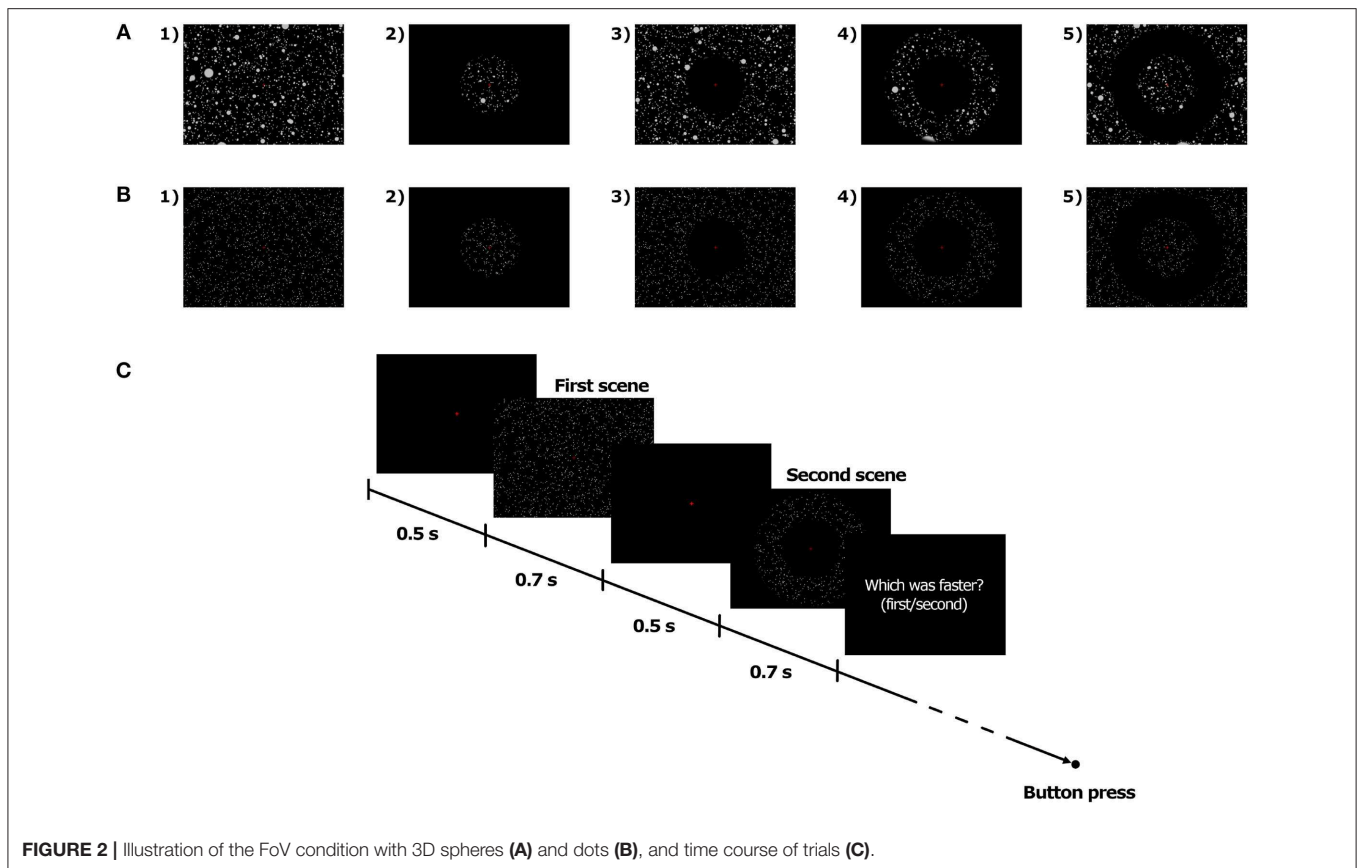 A 1) 2) 3) 4) 5)
B 1) 2) 3) 4) 5)
C
First scene
Second scene
0.5 s
0.7 s
0.5 s
0.7 s
Which was faster?
(first/second)
Button press
FIGURE 2 | Illustration of the FoV condition with 3D spheres (A) and dots (B), and time course of trials (C).